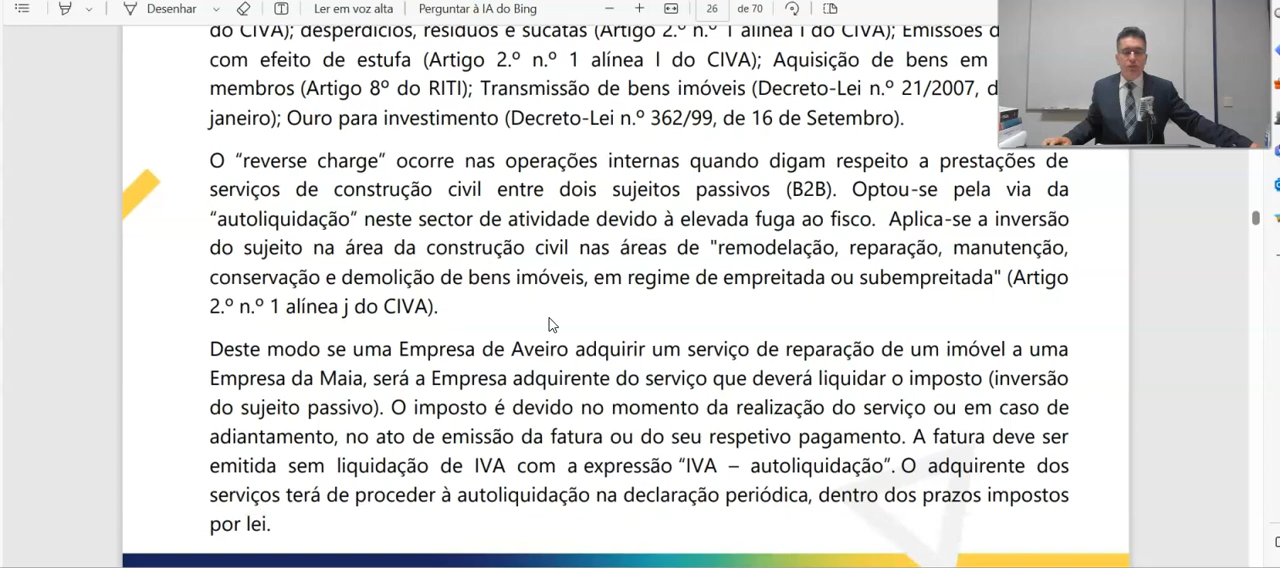 Desenhar
Ler em voz alta
Perguntar à IA do Bing
26
de 70
do CIVA); desperdícios, resíduos e sucatas (Artigo 2.º n.º 1 alínea i do CIVA); Emissões d
com efeito de estufa (Artigo 2.º n.º 1 alínea l do CIVA); Aquisição de bens em
membros (Artigo 8º do RITI); Transmissão de bens imóveis (Decreto-Lei n.º 21/2007, d
janeiro); Ouro para investimento (Decreto-Lei n.º 362/99, de 16 de Setembro).
O “reverse charge” ocorre nas operações internas quando digam respeito a prestações de
serviços de construção civil entre dois sujeitos passivos (B2B). Optou-se pela via da
“autoliquidação” neste sector de atividade devido à elevada fuga ao fisco. Aplica-se a inversão
do sujeito na área da construção civil nas áreas de "remodelação, reparação, manutenção,
conservação e demolição de bens imóveis, em regime de empreitada ou subempreitada" (Artigo
2.º n.º 1 alínea j do CIVA).
Deste modo se uma Empresa de Aveiro adquirir um serviço de reparação de um imóvel a uma
Empresa da Maia, será a Empresa adquirente do serviço que deverá liquidar o imposto (inversão
do sujeito passivo). O imposto é devido no momento da realização do serviço ou em caso de
adiantamento, no ato de emissão da fatura ou do seu respetivo pagamento. A fatura deve ser
emitida sem liquidação de IVA com a expressão “IVA – autoliquidação”. O adquirente dos
serviços terá de proceder à autoliquidação na declaração periódica, dentro dos prazos impostos
por lei.